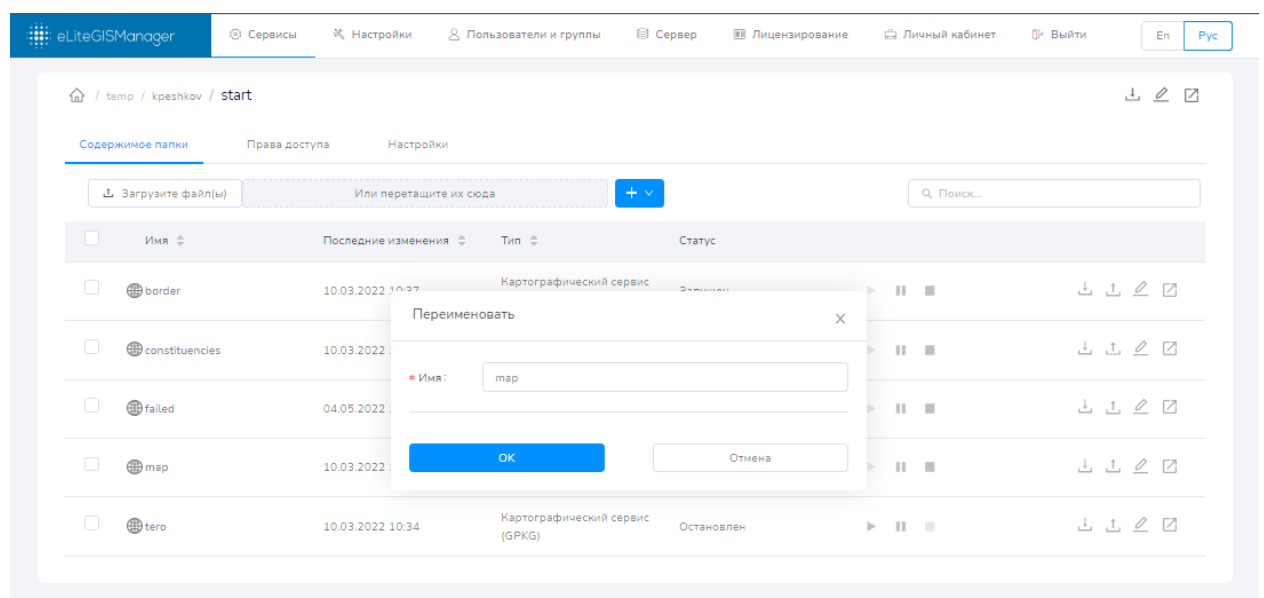 eLiteGISManager Сервисы Настройки Пользователи и группы Сервер Лицензирование Личный кабинет Выйти En Рус
/ temp / kpeshkov / start
Содержимое папки Права доступа Настройки
Загрузите файл(ы) Или перетащите их сюда Поиск...
Имя Последние изменения Тип Статус
Картографический сервис
border 10.03.2022 10:37 Запущен
Переименовать
constituencies 10.03.2022
* Имя: map
failed 04.05.2022
OK Отмена
map 10.03.2022
Картографический сервис
tero 10.03.2022 10:34 Остановлен
(GPKG)